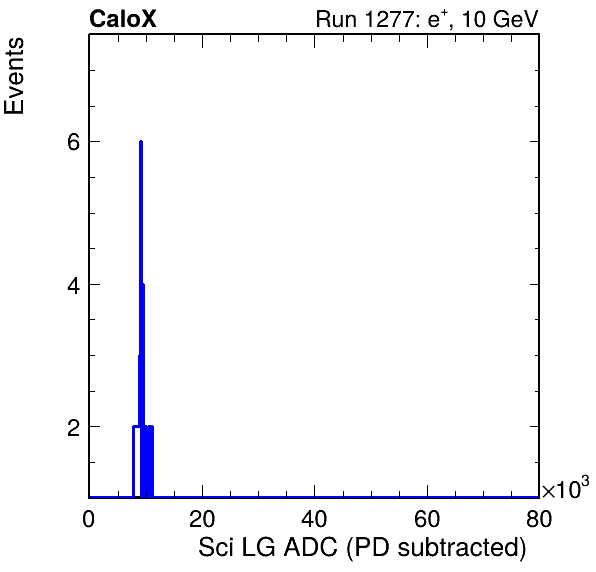 CaloX Run 1277: e⁺, 10 GeV
Events
6
4
2
0 20 40 60 80 ×10³
Sci LG ADC (PD subtracted)